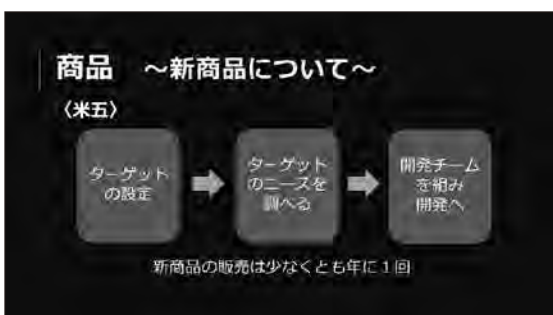 商品　～新商品について～
〈米五〉
ターゲット
の設定
ターゲット
のニーズを
調べる
開発チーム
を組み
開発へ
新商品の販売は少なくとも年に１回